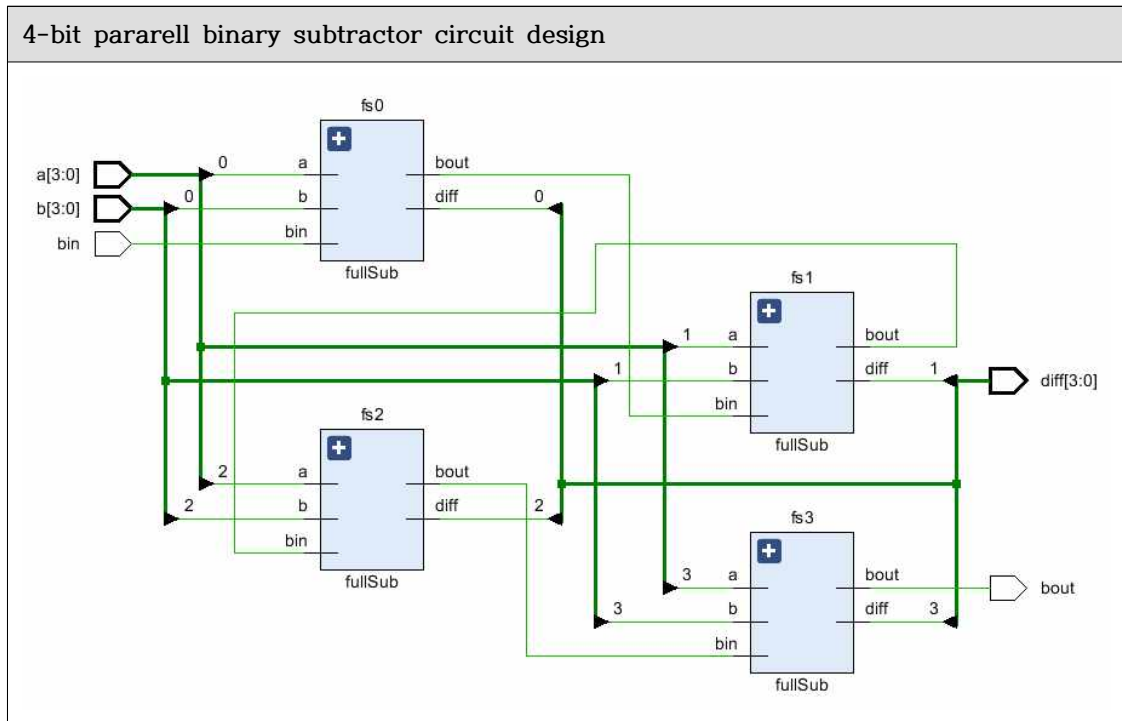 4-bit pararell binary subtractor circuit design
fs0
a[3:0]
0
a
bout
b[3:0]
0
b
diff
0
bin
bin
fullSub
fs1
1
a
bout
1
b
diff
1
diff[3:0]
bin
fullSub
fs2
2
a
bout
2
b
diff
2
bin
fullSub
fs3
3
a
bout
bout
3
b
diff
3
bin
fullSub